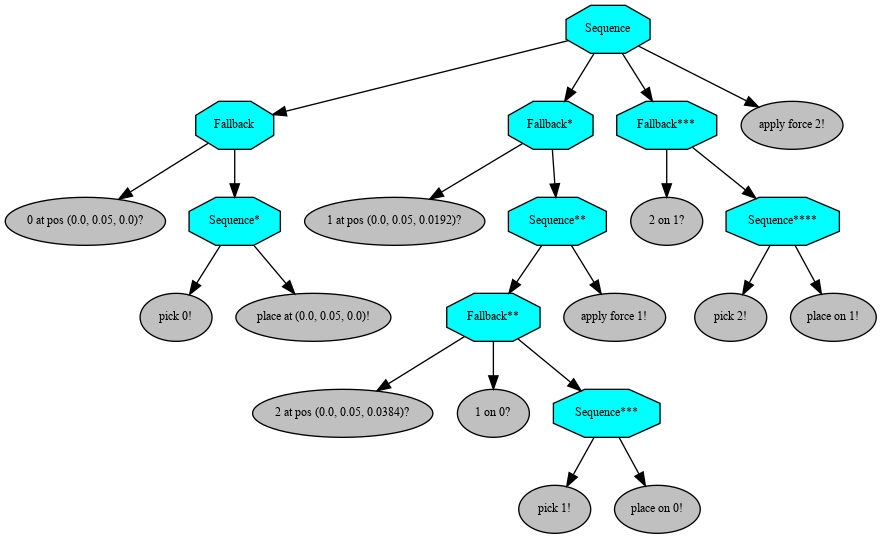 Sequence
Fallback
Fallback*
Fallback***
apply force 2!
0 at pos (0.0, 0.05, 0.0)?
Sequence*
1 at pos (0.0, 0.05, 0.0192)?
Sequence**
2 on 1?
Sequence****
pick 0!
place at (0.0, 0.05, 0.0)!
Fallback**
apply force 1!
pick 2!
place on 1!
2 at pos (0.0, 0.05, 0.0384)?
1 on 0?
Sequence***
pick 1!
place on 0!